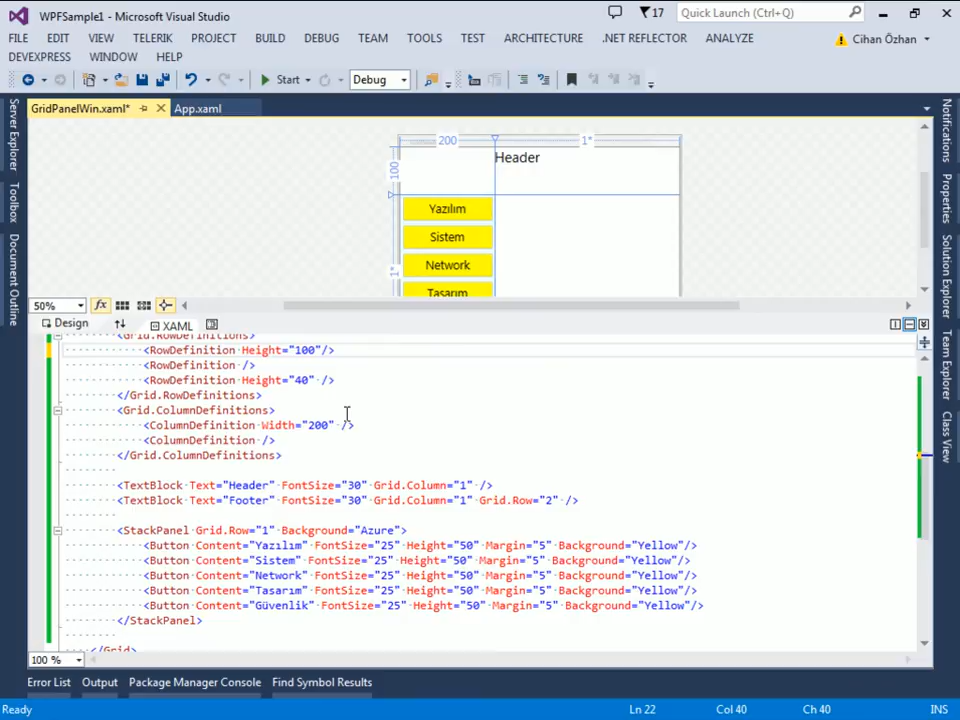 WPFSample1 - Microsoft Visual Studio
17
Quick Launch (Ctrl+Q)
FILE EDIT VIEW TELERIK PROJECT BUILD DEBUG TEAM TOOLS TEST ARCHITECTURE .NET REFLECTOR ANALYZE
Cihan Özhan
DEVEXPRESS WINDOW HELP
Start
Debug
GridPanelWin.xaml*
App.xaml
Server Explorer
Toolbox
Document Outline
200
1*
100
Header
Yazılım
Sistem
1*
Network
Tasarım
50%
fx
Design
XAML
<Grid.RowDefinitions>
<RowDefinition Height="100"/>
<RowDefinition />
<RowDefinition Height="40" />
</Grid.RowDefinitions>
<Grid.ColumnDefinitions>
<ColumnDefinition Width="200" />
<ColumnDefinition />
</Grid.ColumnDefinitions>
<TextBlock Text="Header" FontSize="30" Grid.Column="1" />
<TextBlock Text="Footer" FontSize="30" Grid.Column="1" Grid.Row="2" />
<StackPanel Grid.Row="1" Background="Azure">
<Button Content="Yazılım" FontSize="25" Height="50" Margin="5" Background="Yellow"/>
<Button Content="Sistem" FontSize="25" Height="50" Margin="5" Background="Yellow"/>
<Button Content="Network" FontSize="25" Height="50" Margin="5" Background="Yellow"/>
<Button Content="Tasarım" FontSize="25" Height="50" Margin="5" Background="Yellow"/>
<Button Content="Güvenlik" FontSize="25" Height="50" Margin="5" Background="Yellow"/>
</StackPanel>
</Grid>
100 %
Notifications
Properties
Solution Explorer
Team Explorer
Class View
Error List Output Package Manager Console Find Symbol Results
Ready
Ln 22
Col 40
Ch 40
INS